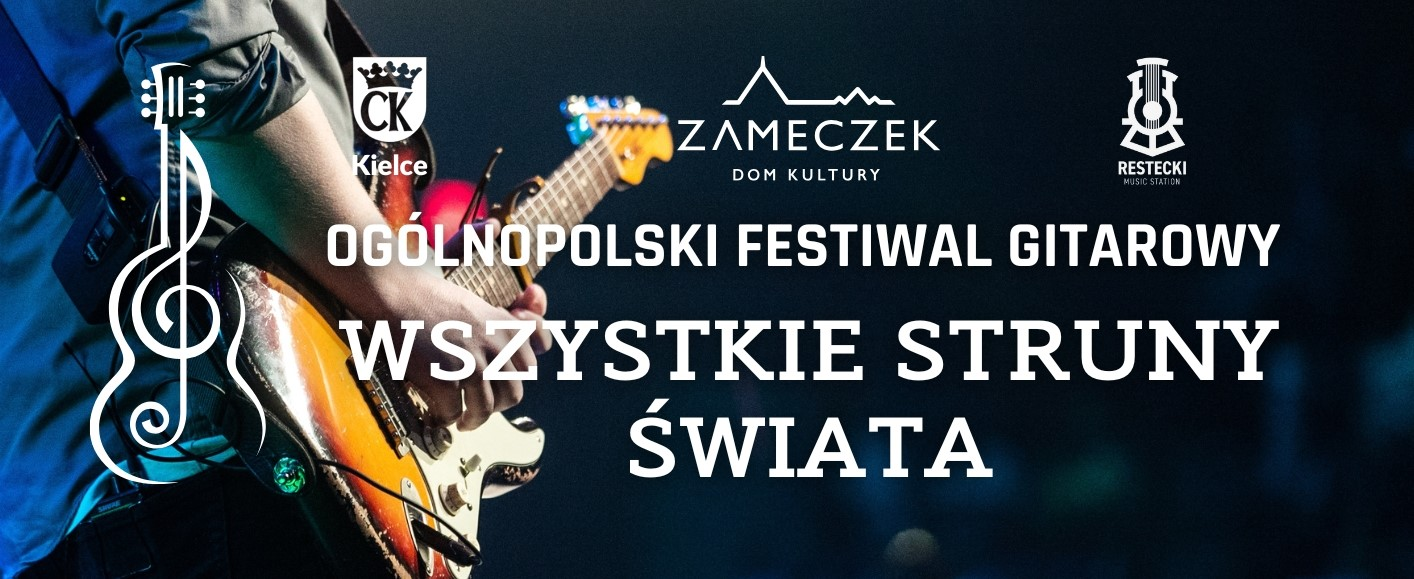 CK
Kielce
ZAMECZEK
DOM KULTURY
RESTECKI
MUSIC STATION
OGÓLNOPOLSKI FESTIWAL GITAROWY
WSZYSTKIE STRUNY
ŚWIATA